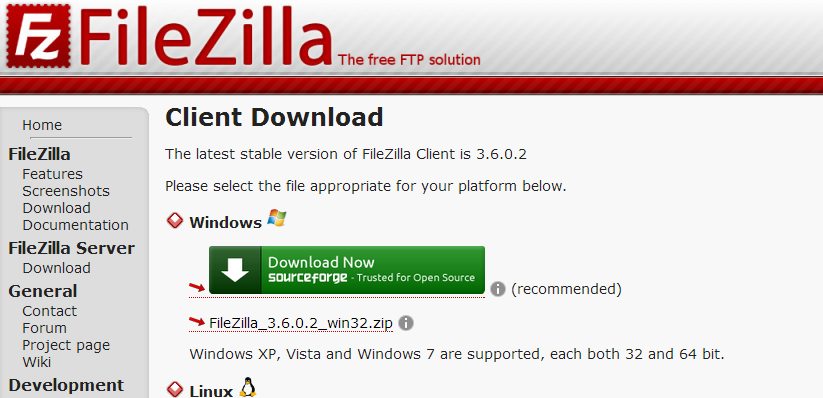 Fz FileZilla The free FTP solution
Home
FileZilla
Features
Screenshots
Download
Documentation
FileZilla Server
Download
General
Contact
Forum
Project page
Wiki
Development
Client Download
The latest stable version of FileZilla Client is 3.6.0.2
Please select the file appropriate for your platform below.
Windows
Download Now
sourceforge - Trusted for Open Source
i (recommended)
FileZilla_3.6.0.2_win32.zip i
Windows XP, Vista and Windows 7 are supported, each both 32 and 64 bit.
Linux